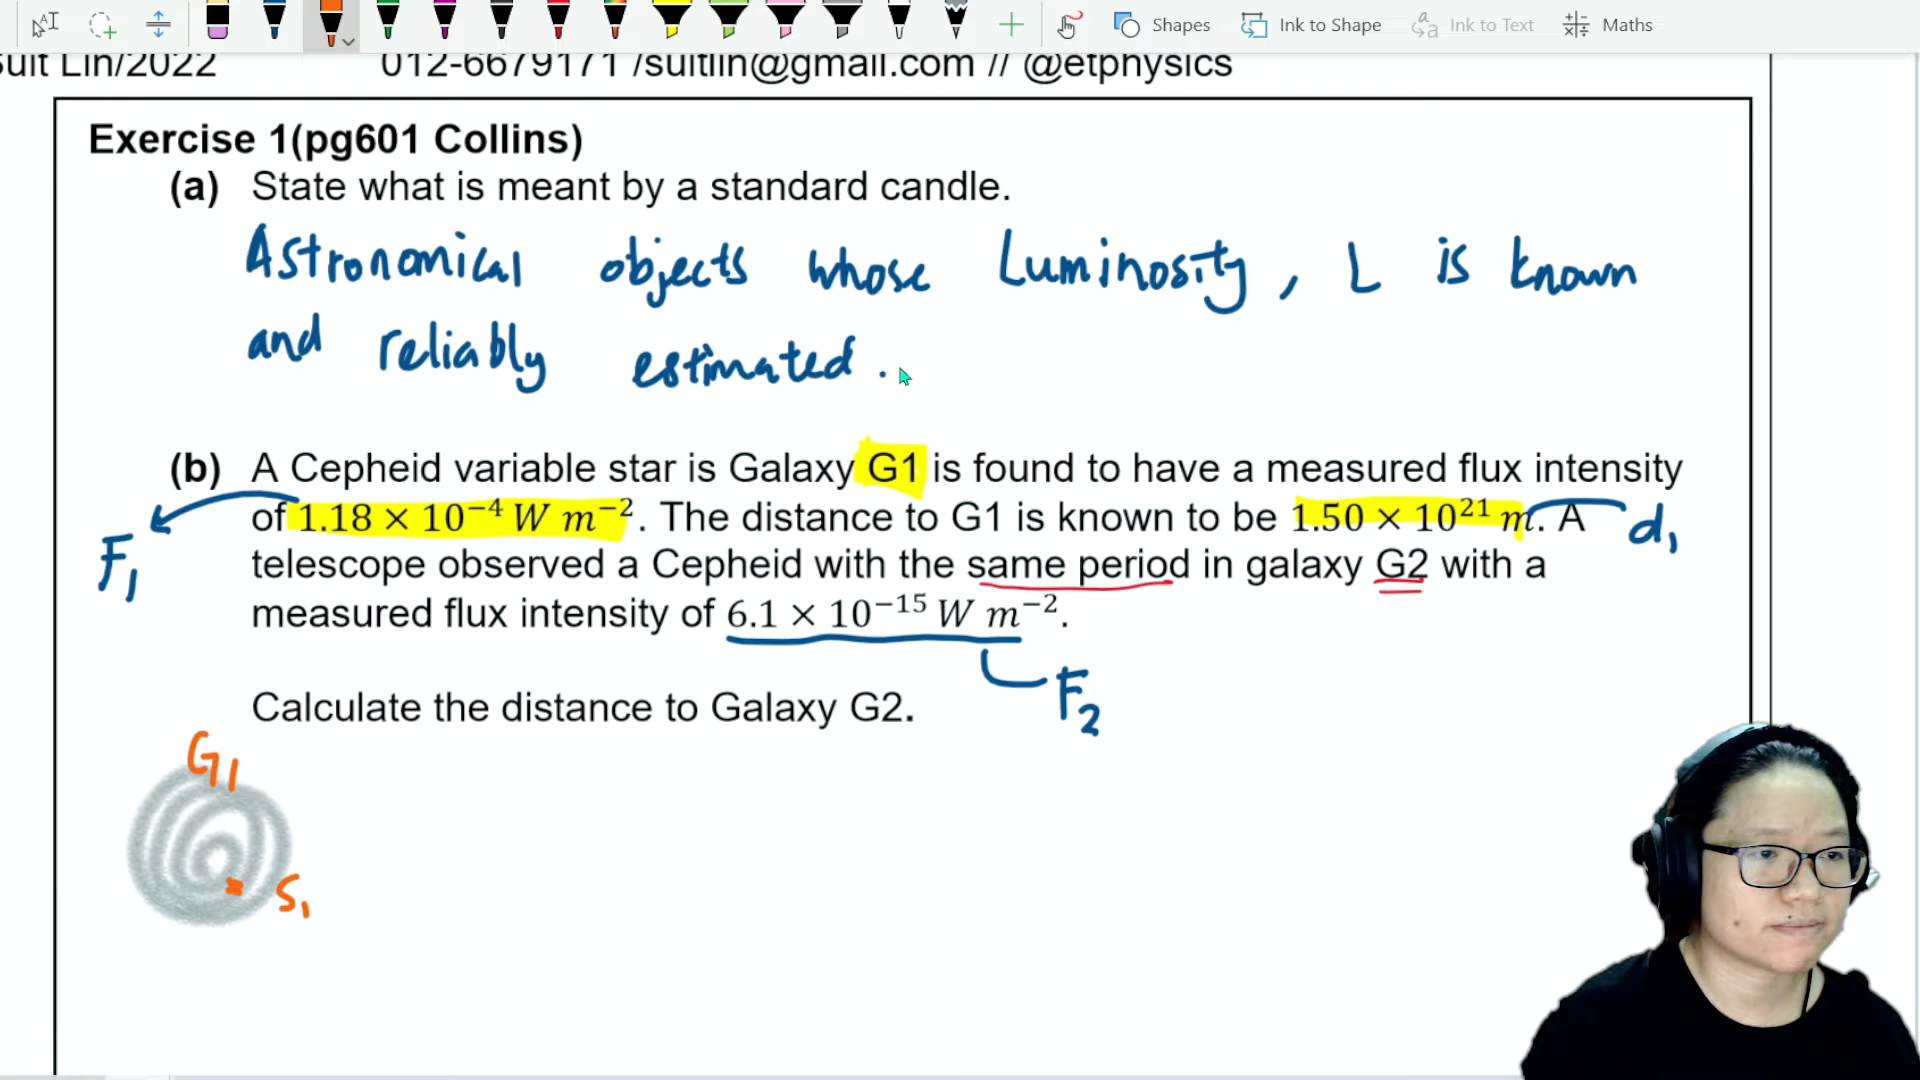 Shapes Ink to Shape Ink to Text Maths
Suit Lin/2022 012-6679171 /suitlin@gmail.com // @etphysics
Exercise 1(pg601 Collins)
(a) State what is meant by a standard candle.
Astronomical objects whose Luminosity, L is known
and reliably estimated.
(b) A Cepheid variable star is Galaxy G1 is found to have a measured flux intensity
of 1.18 × 10⁻⁴ W m⁻². The distance to G1 is known to be 1.50 × 10²¹ m. A
d₁
F₁
telescope observed a Cepheid with the same period in galaxy G2 with a
measured flux intensity of 6.1 × 10⁻¹⁵ W m⁻².
F₂
Calculate the distance to Galaxy G2.
G1
S₁